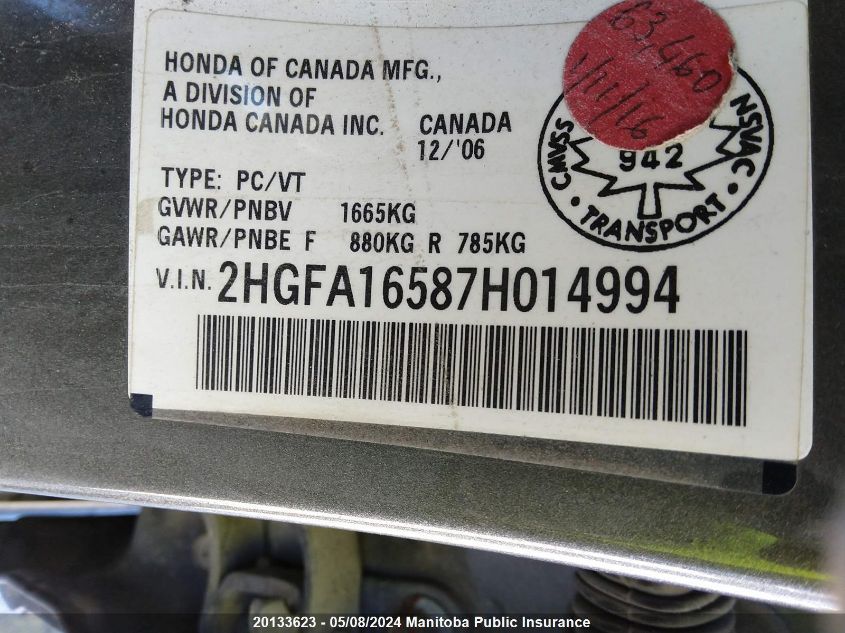 HONDA OF CANADA MFG.,
A DIVISION OF
HONDA CANADA INC. CANADA
12/'06
TYPE: PC/VT
GVWR/PNBV 1665KG
GAWR/PNBE F 880KG R 785KG
V.I.N. 2HGFA16587H014994
63,460
1/11/16
942
CMVSS • TRANSPORT • NSVAC
20133623 - 05/08/2024 Manitoba Public Insurance